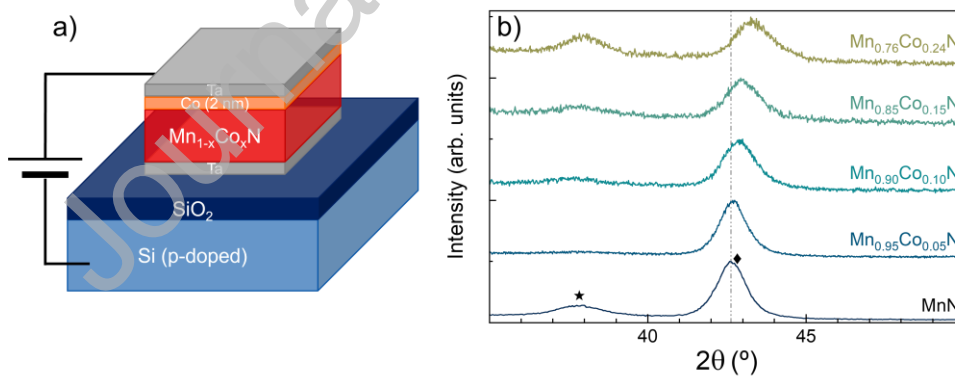 a)
Ta
Co (2 nm)
Mn₁₋ₓCoₓN
Ta
SiO₂
Si (p-doped)
Journa
b)
Intensity (arb. units)
Mn₀.₇₆Co₀.₂₄N
Mn₀.₈₅Co₀.₁₅N
Mn₀.₉₀Co₀.₁₀N
Mn₀.₉₅Co₀.₀₅N
MnN
40
45
2θ (º)